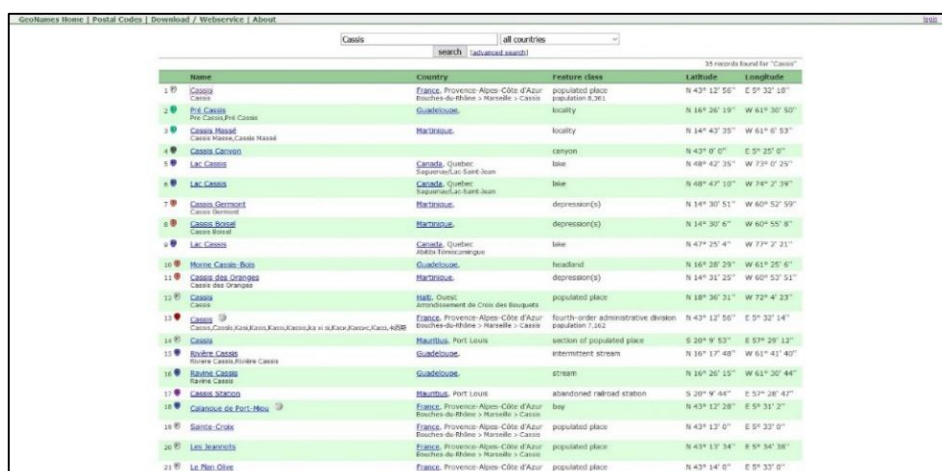 GeoNames Home | Postal Codes | Download / Webservice | About
login
Cassis all countries
search [advanced search]
35 records found for "Cassis"
Name Country Feature class Latitude Longitude
1 Cassis France, Provence-Alpes-Côte d'Azur populated place N 43° 12' 56" E 5° 32' 18"
Cassis Bouches-du-Rhône > Marseille > Cassis population 8,361
2 Pré Cassis Guadeloupe, locality N 16° 26' 19" W 61° 30' 50"
Pre Cassis,Pré Cassis
3 Cassis Massé Martinique, locality N 14° 43' 35" W 61° 6' 53"
Cassis Masse,Cassis Massé
4 Cassis Canyon canyon N 43° 0' 0" E 5° 25' 0"
5 Lac Cassis Canada, Quebec lake N 48° 42' 35" W 73° 0' 25"
Saguenay/Lac-Saint-Jean
6 Lac Cassis Canada, Quebec lake N 48° 47' 10" W 74° 2' 39"
Saguenay/Lac-Saint-Jean
7 Cassis Germont Martinique, depression(s) N 14° 30' 51" W 60° 52' 59"
Cassis Germont
8 Cassis Boisel Martinique, depression(s) N 14° 30' 6" W 60° 55' 8"
Cassis Boisel
9 Lac Cassis Canada, Quebec lake N 47° 25' 4" W 77° 2' 21"
Abitibi-Témiscamingue
10 Morne Cassis-Bois Guadeloupe, headland N 16° 28' 29" W 61° 25' 6"
11 Cassis des Oranges Martinique, depression(s) N 14° 31' 25" W 60° 53' 51"
Cassis des Oranges
12 Cassis Haiti, Ouest populated place N 18° 36' 31" W 72° 4' 23"
Cassis Arrondissement de Croix des Bouquets
13 Cassis France, Provence-Alpes-Côte d'Azur fourth-order administrative division N 43° 12' 56" E 5° 32' 14"
Bouches-du-Rhône > Marseille > Cassis population 7,162
14 Cassis Mauritius, Port Louis section of populated place S 20° 9' 53" E 57° 29' 12"
15 Rivière Cassis Guadeloupe, intermittent stream N 16° 17' 48" W 61° 41' 40"
Riviere Cassis,Rivière Cassis
16 Ravine Cassis Guadeloupe, stream N 16° 26' 15" W 61° 30' 44"
Ravine Cassis
17 Cassis Station Mauritius, Port Louis abandoned railroad station S 20° 9' 44" E 57° 28' 47"
18 Calanque de Port-Miou France, Provence-Alpes-Côte d'Azur bay N 43° 12' 28" E 5° 31' 2"
Bouches-du-Rhône > Marseille > Cassis
19 Sainte-Croix France, Provence-Alpes-Côte d'Azur populated place N 43° 13' 0" E 5° 33' 0"
Bouches-du-Rhône > Marseille > Cassis
20 Les Jeannots France, Provence-Alpes-Côte d'Azur populated place N 43° 13' 34" E 5° 34' 38"
Bouches-du-Rhône > Marseille > Cassis
21 Le Plan Olive France, Provence-Alpes-Côte d'Azur populated place N 43° 14' 0" E 5° 33' 0"